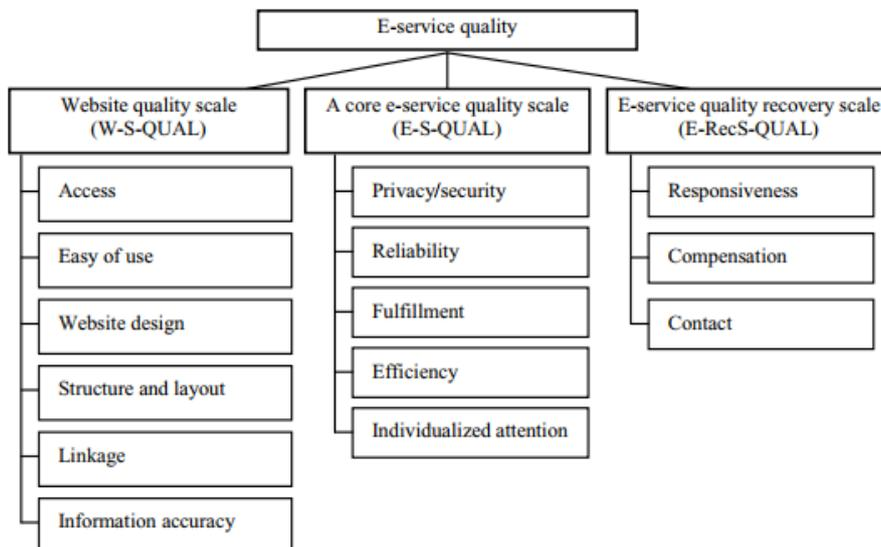 E-service quality
Website quality scale
(W-S-QUAL)
Access
Easy of use
Website design
Structure and layout
Linkage
Information accuracy
A core e-service quality scale
(E-S-QUAL)
Privacy/security
Reliability
Fulfillment
Efficiency
Individualized attention
E-service quality recovery scale
(E-RecS-QUAL)
Responsiveness
Compensation
Contact